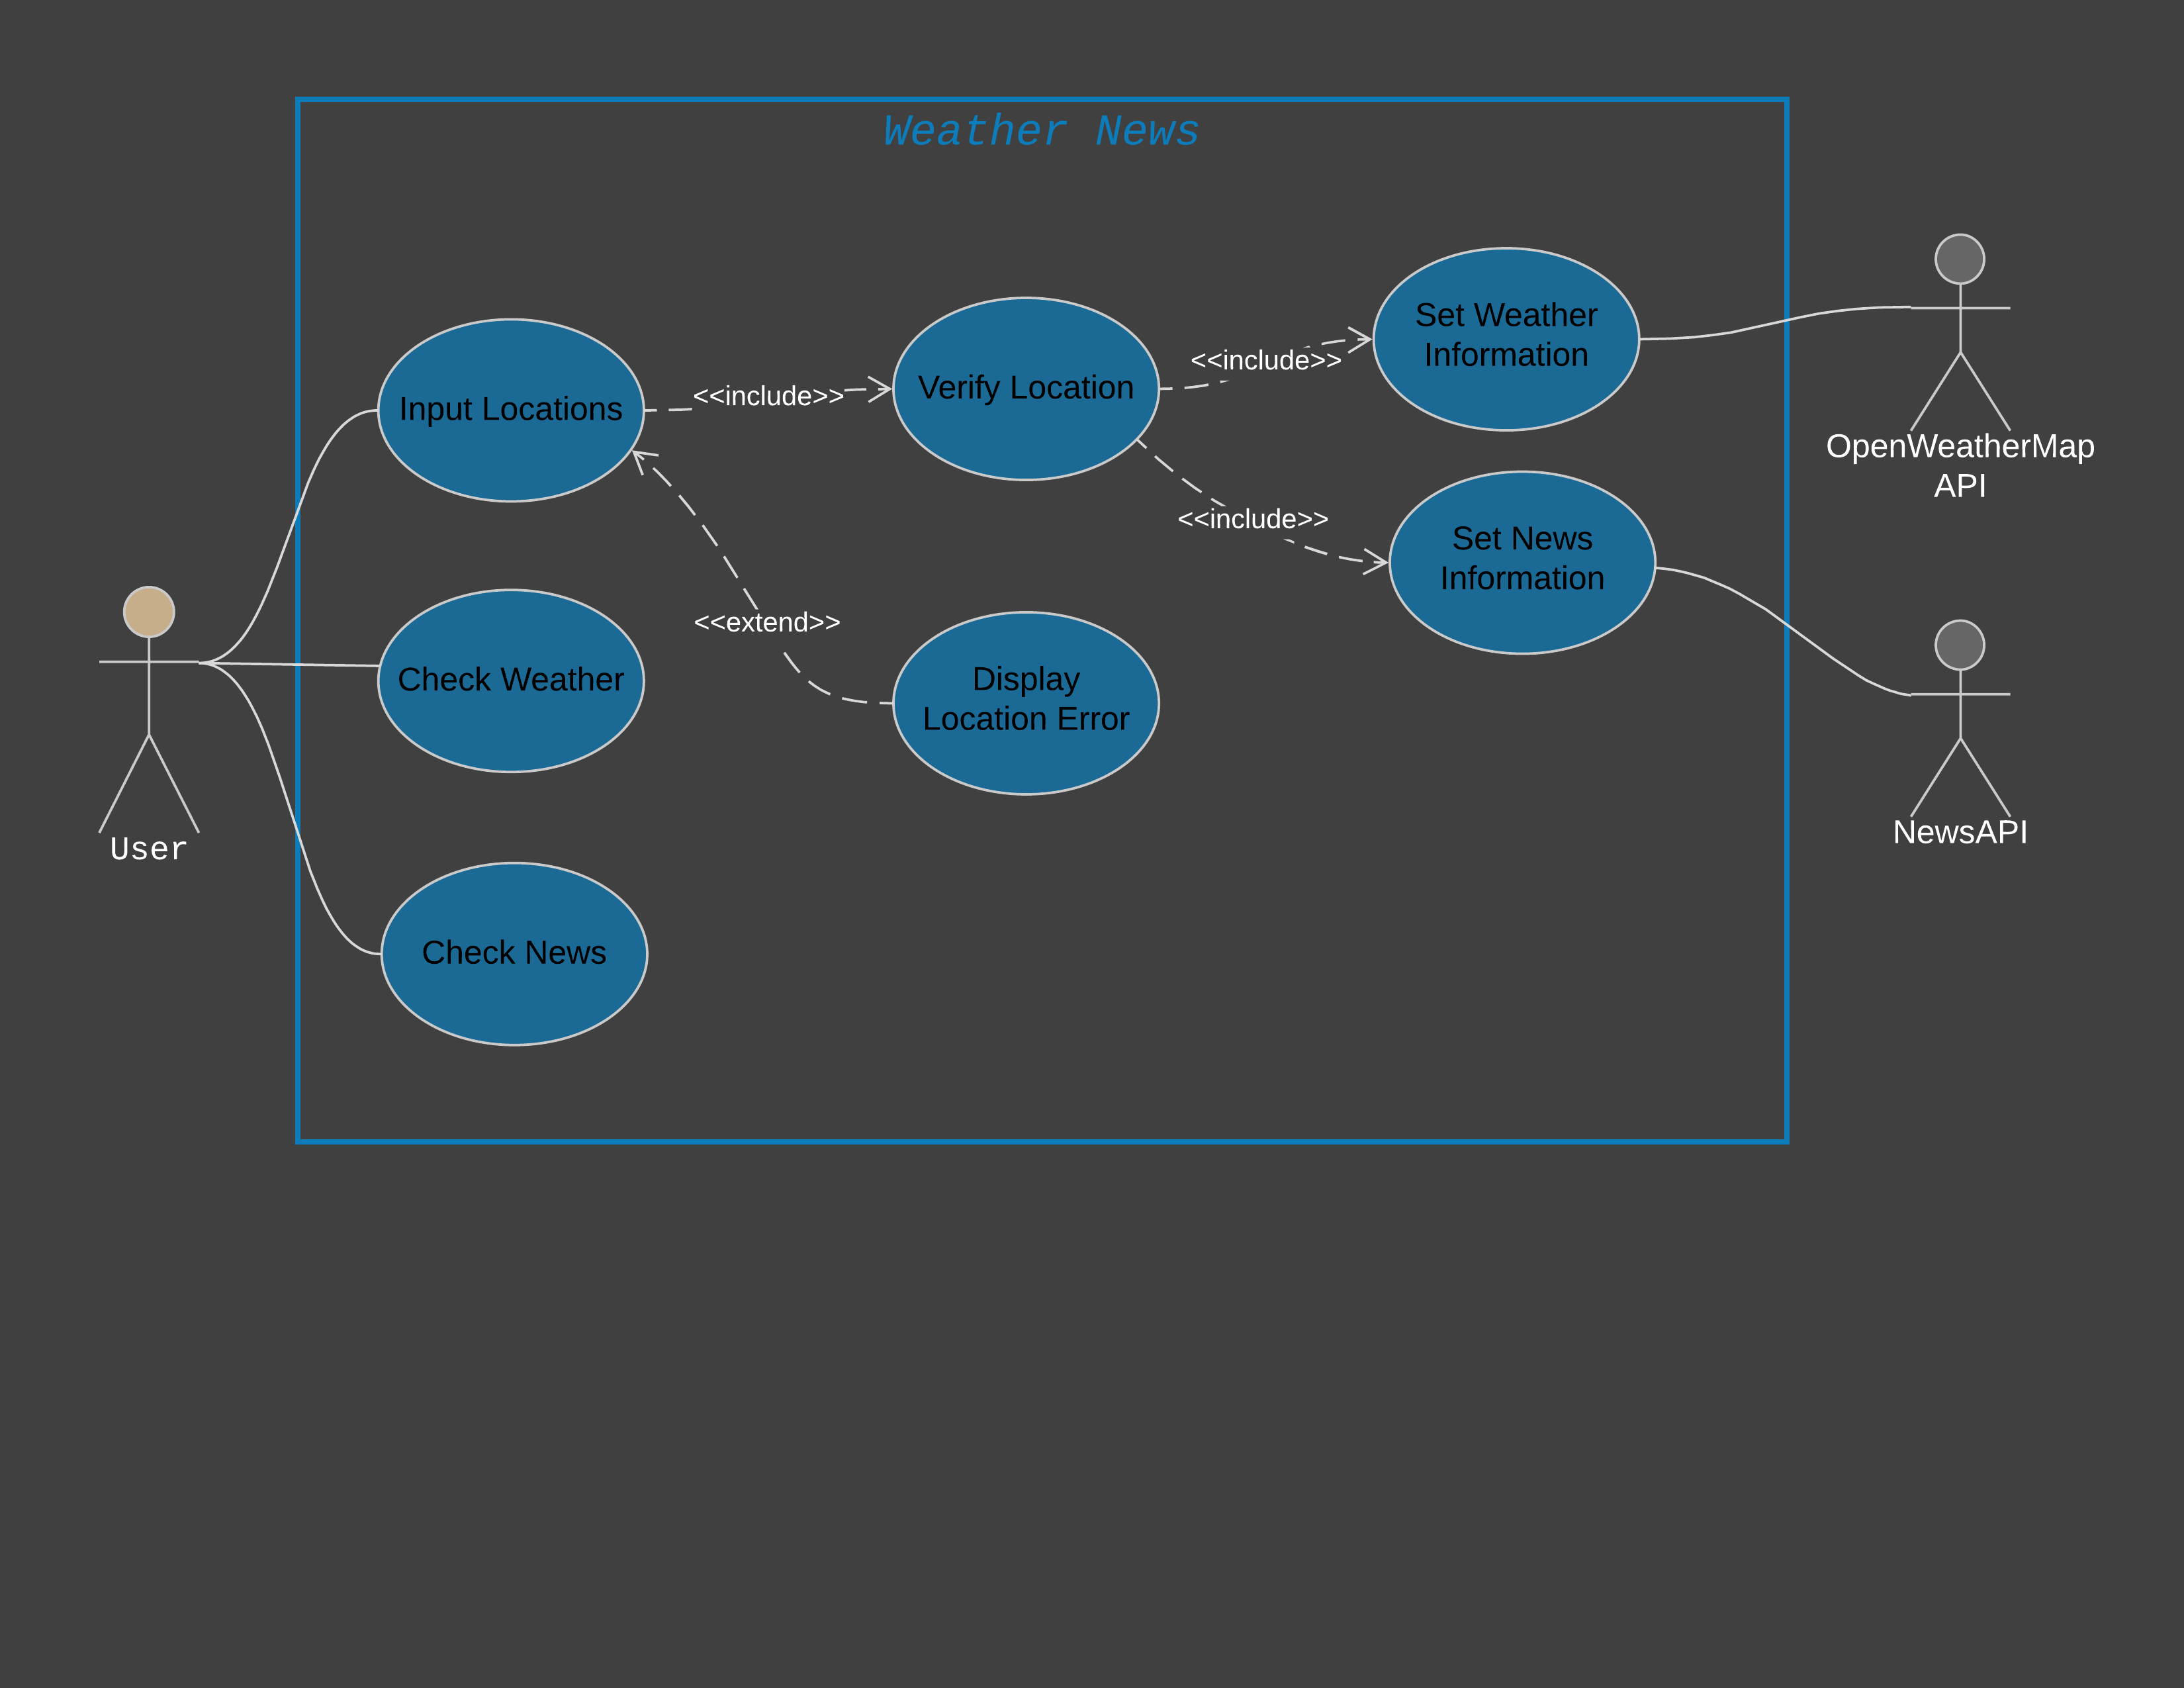 Weather News
Set Weather
Information
<<include>>
Verify Location
<<include>>
Input Locations
OpenWeatherMap
API
<<include>>
Set News
Information
<<extend>>
Display
Location Error
Check Weather
User
NewsAPI
Check News